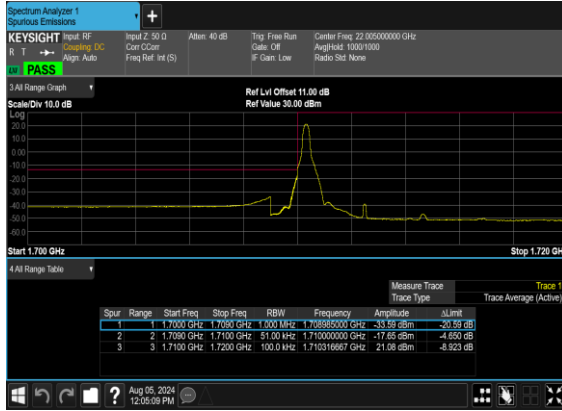 Spectrum Analyzer 1
Spurious Emissions
+
KEYSIGHT Input: RF Input Z: 50 Ω Atten: 40 dB Trig: Free Run Center Freq: 22.005000000 GHz
R T Coupling: DC Corr CCorr Gate: Off Avg|Hold: 1000/1000
Align: Auto Freq Ref: Int (S) IF Gain: Low Radio Std: None
PASS
3 All Range Graph
Ref Lvl Offset 11.00 dB
Scale/Div 10.0 dB Ref Value 30.00 dBm
Log
20.0
10.0
0.00
-10.0
-20.0
-30.0
-40.0
-50.0
-60.0
Start 1.700 GHz Stop 1.720 GH
4 All Range Table
Measure Trace Trace 1
Trace Type Trace Average (Active)
Spur Range Start Freq Stop Freq RBW Frequency Amplitude ΔLimit
1 1 1.7000 GHz 1.7090 GHz 1.000 MHz 1.708985000 GHz -33.59 dBm -20.59 dB
2 2 1.7090 GHz 1.7100 GHz 51.00 kHz 1.710000000 GHz -17.65 dBm -4.650 dB
3 3 1.7100 GHz 1.7200 GHz 100.0 kHz 1.710316667 GHz 21.08 dBm -8.923 dB
? Aug 05, 2024
12:05:09 PM